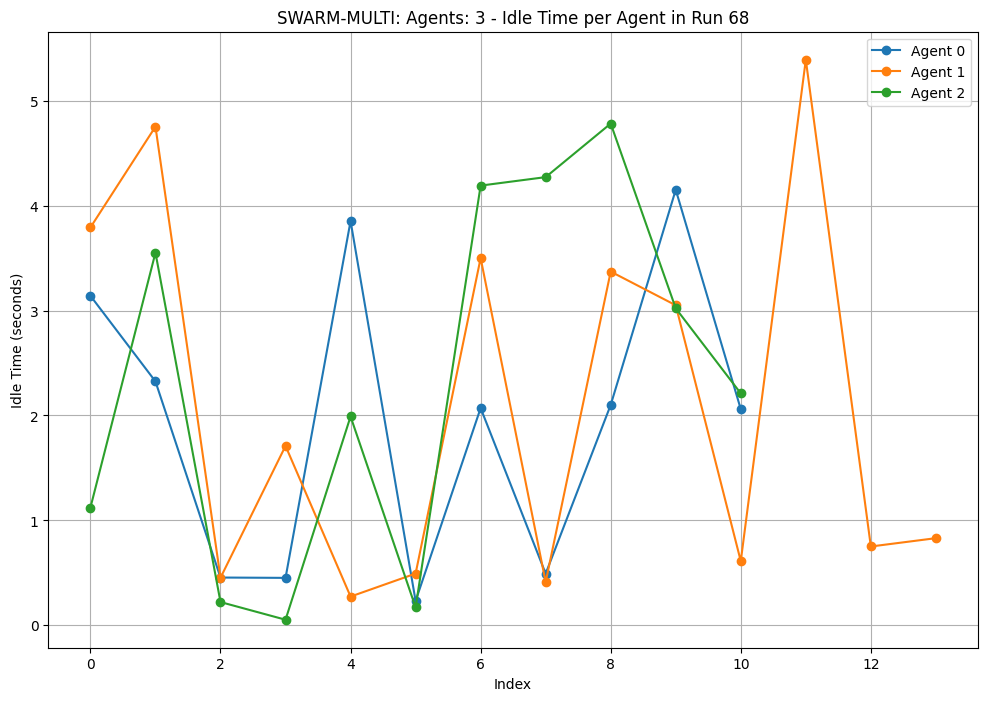 SWARM-MULTI: Agents: 3 - Idle Time per Agent in Run 68
Agent 0
Agent 1
Agent 2
Idle Time (seconds)
5
4
3
2
1
0
0 2 4 6 8 10 12
Index